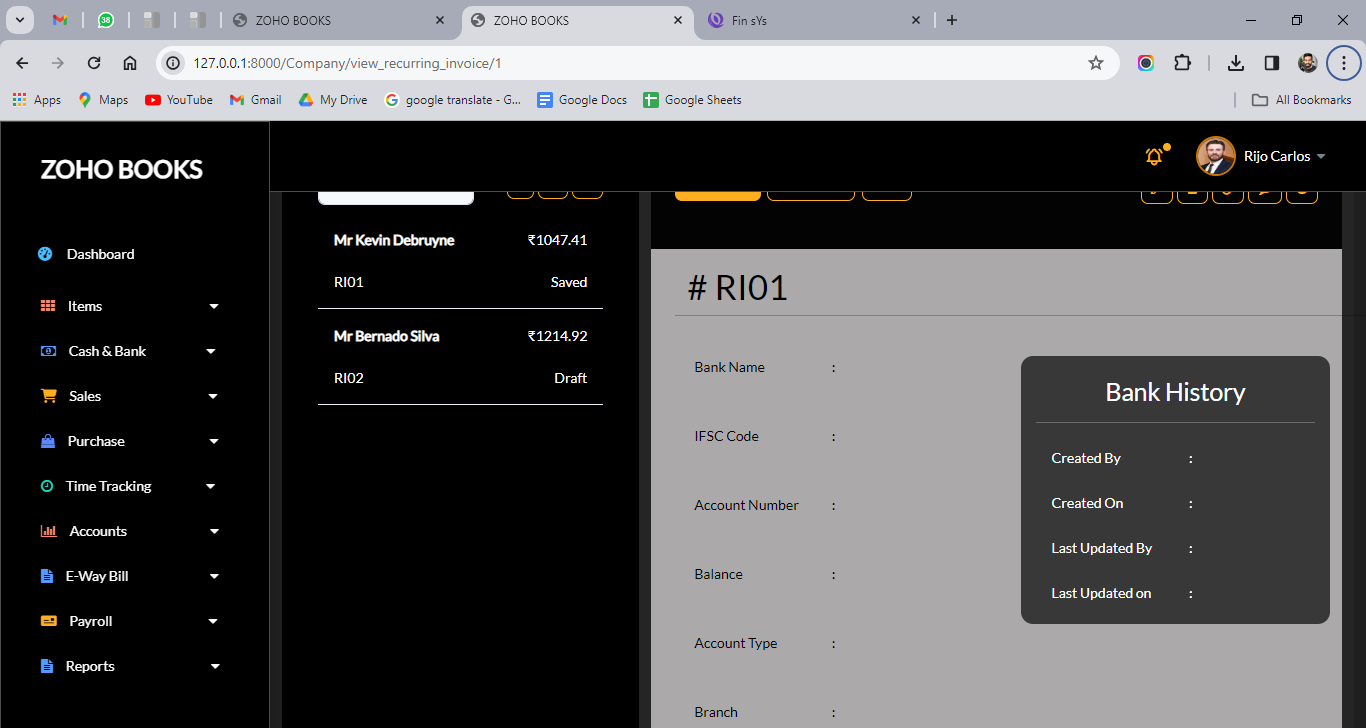 38
ZOHO BOOKS
ZOHO BOOKS
Fin sYs
127.0.0.1:8000/Company/view_recurring_invoice/1
Apps
Maps
YouTube
Gmail
My Drive
google translate - G...
Google Docs
Google Sheets
All Bookmarks
ZOHO BOOKS
Rijo Carlos
Dashboard
Items
Cash & Bank
Sales
Purchase
Time Tracking
Accounts
E-Way Bill
Payroll
Reports
Mr Kevin Debruyne ₹1047.41
RI01 Saved
Mr Bernado Silva ₹1214.92
RI02 Draft
# RI01
Bank Name :
IFSC Code :
Account Number :
Balance :
Account Type :
Branch :
Bank History
Created By :
Created On :
Last Updated By :
Last Updated on :